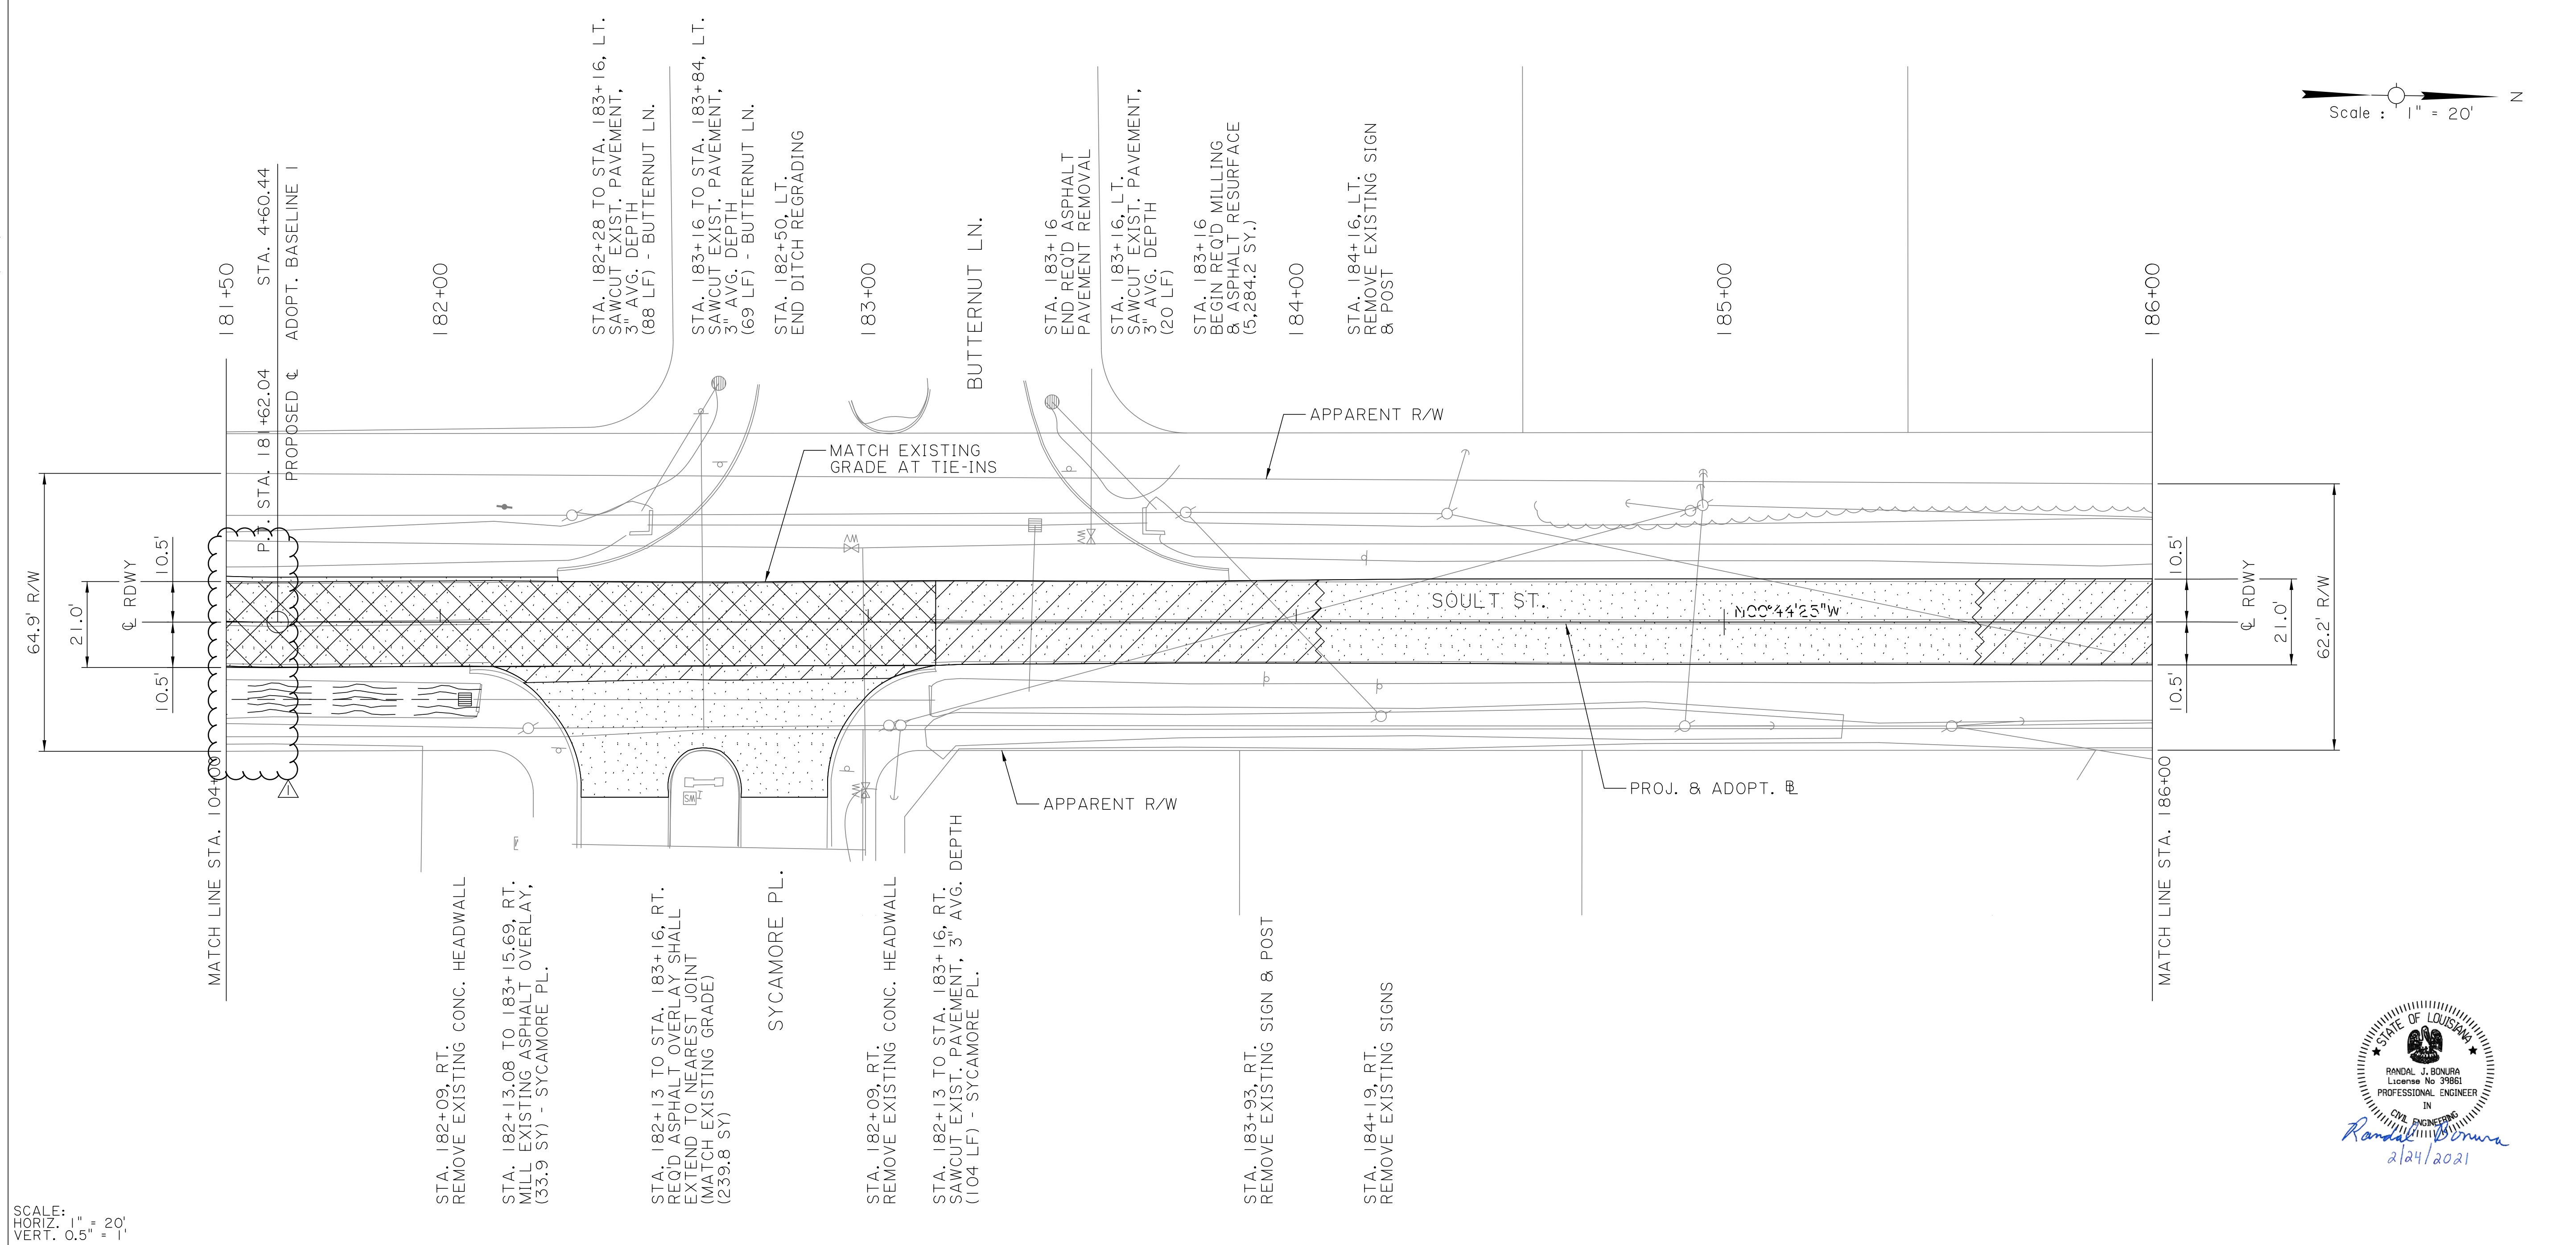 181+50
STA. 4+60.44
ADOPT. BASELINE 1
P.T. STA. 181+62.04
PROPOSED ℄
182+00
STA. 182+28 TO STA. 183+16, LT.
SAWCUT EXIST. PAVEMENT,
3" AVG. DEPTH
(88 LF) - BUTTERNUT LN.
STA. 183+16 TO STA. 183+84, LT.
SAWCUT EXIST. PAVEMENT,
3" AVG. DEPTH
(69 LF) - BUTTERNUT LN.
STA. 182+50, LT.
END DITCH REGRADING
183+00
BUTTERNUT LN.
STA. 183+16
END REQ'D ASPHALT
PAVEMENT REMOVAL
STA. 183+16, LT.
SAWCUT EXIST. PAVEMENT,
3" AVG. DEPTH
(20 LF)
STA. 183+16
BEGIN REQ'D MILLING
& ASPHALT RESURFACE
(5,284.2 SY.)
184+00
STA. 184+16, LT.
REMOVE EXISTING SIGN
& POST
185+00
186+00
N
Scale : 1" = 20'
APPARENT R/W
MATCH EXISTING
GRADE AT TIE-INS
64.9' R/W
21.0'
℄ RDWY
10.5'
10.5'
WV
WV
SOULT ST.
N00°44'25"W
10.5'
10.5'
℄ RDWY
21.0'
62.2' R/W
WV
SW
1
APPARENT R/W
PROJ. & ADOPT. BL
MATCH LINE STA. 104+00
MATCH LINE STA. 186+00
STA. 182+09, RT.
REMOVE EXISTING CONC. HEADWALL
STA. 182+13.08 TO 183+15.69, RT.
MILL EXISTING ASPHALT OVERLAY,
(33.9 SY) - SYCAMORE PL.
STA. 182+13 TO STA. 183+16, RT.
REQ'D ASPHALT OVERLAY SHALL
EXTEND TO NEAREST JOINT
(MATCH EXISTING GRADE)
(239.8 SY)
SYCAMORE PL.
STA. 182+09, RT.
REMOVE EXISTING CONC. HEADWALL
STA. 182+13 TO STA. 183+16, RT.
SAWCUT EXIST. PAVEMENT, 3" AVG. DEPTH
(104 LF) - SYCAMORE PL.
STA. 183+93, RT.
REMOVE EXISTING SIGN & POST
STA. 184+19, RT.
REMOVE EXISTING SIGNS
STATE OF LOUISIANA
RANDAL J. BONURA
License No 39861
PROFESSIONAL ENGINEER
IN
CIVIL ENGINEERING
Randal Bonura
2/24/2021
SCALE:
HORIZ. 1" = 20'
VERT. 0.5" = 1'